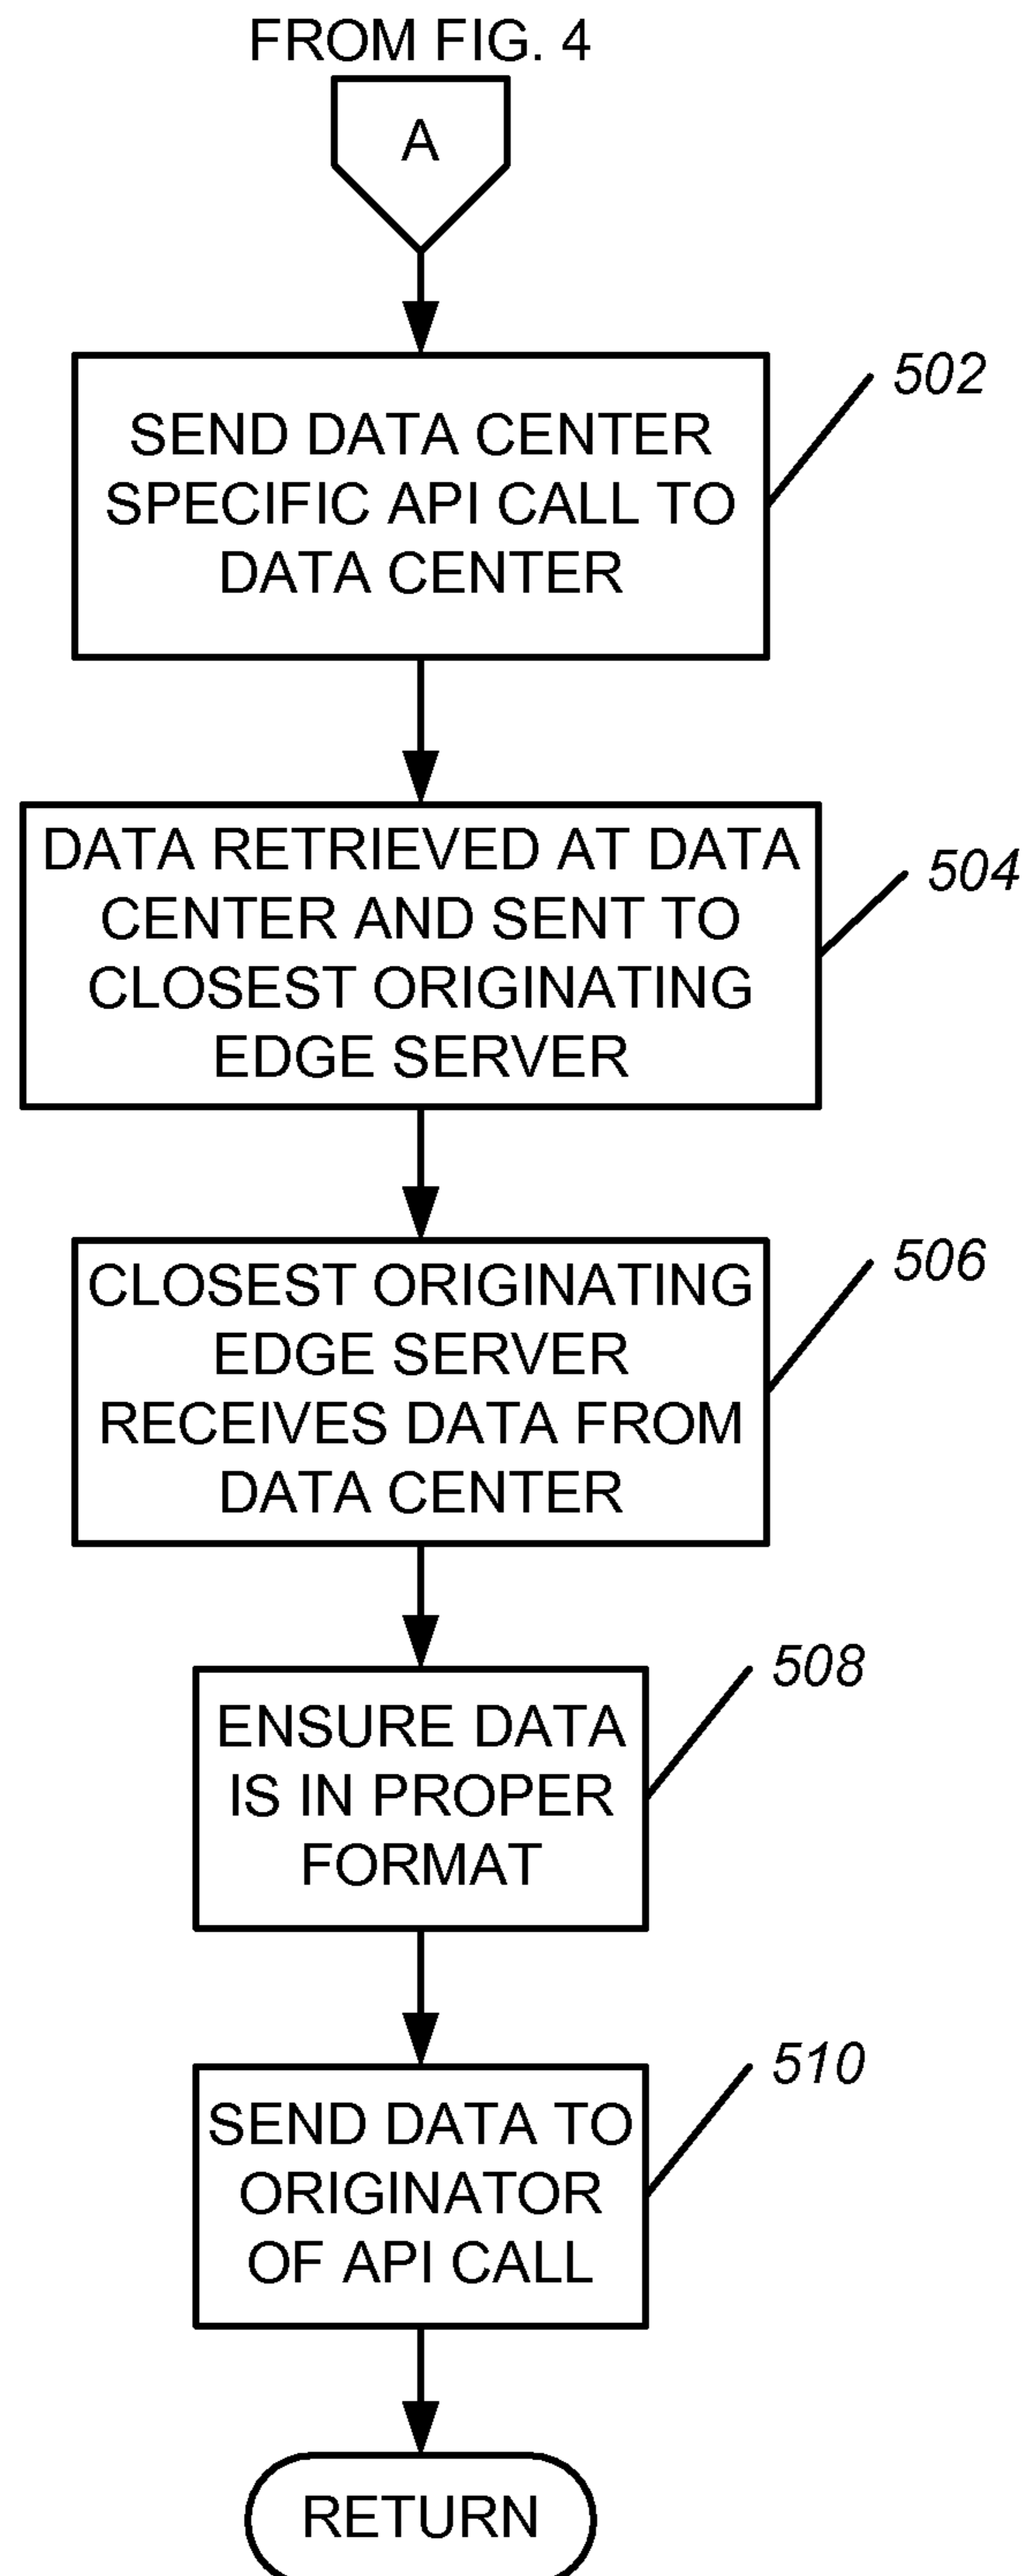 FROM FIG. 4
A
502
SEND DATA CENTER
SPECIFIC API CALL TO
DATA CENTER
504
DATA RETRIEVED AT DATA
CENTER AND SENT TO
CLOSEST ORIGINATING
EDGE SERVER
506
CLOSEST ORIGINATING
EDGE SERVER
RECEIVES DATA FROM
DATA CENTER
508
ENSURE DATA
IS IN PROPER
FORMAT
510
SEND DATA TO
ORIGINATOR
OF API CALL
RETURN